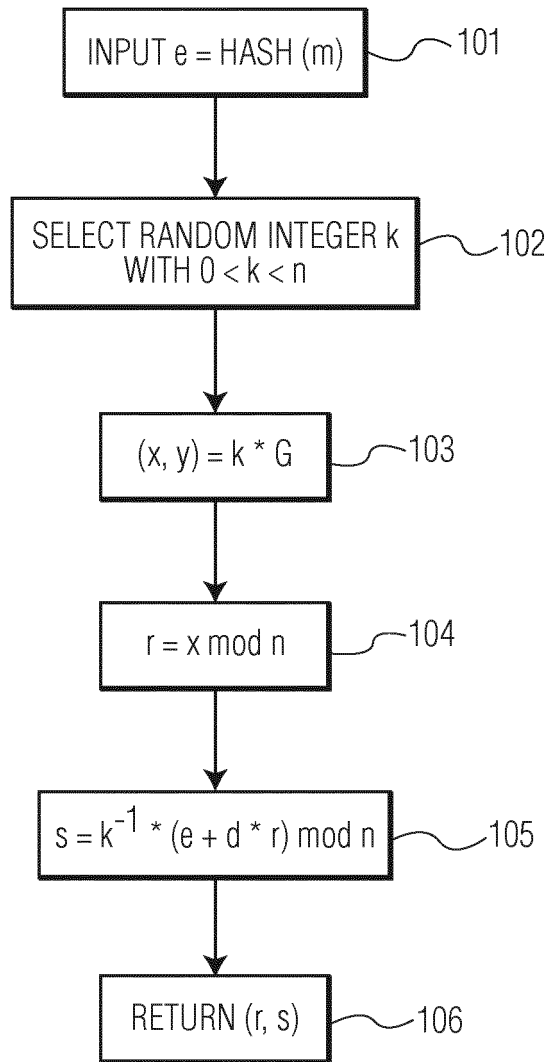 INPUT e = HASH (m)
101
SELECT RANDOM INTEGER k
WITH 0 < k < n
102
(x, y) = k * G
103
r = x mod n
104
s = k⁻¹ * (e + d * r) mod n
105
RETURN (r, s)
106